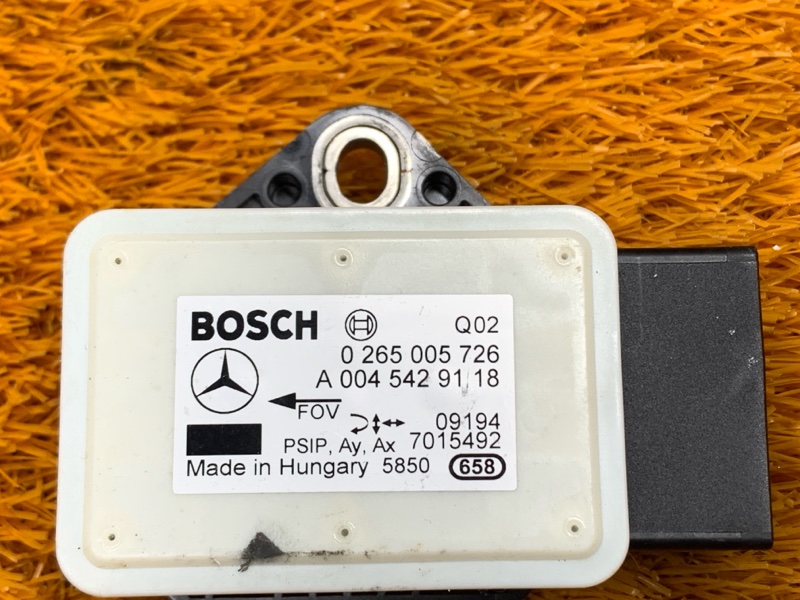 BOSCH Q02
0 265 005 726
A 004 542 91 18
FOV
09194
PSIP, Ay, Ax 7015492
Made in Hungary 5850 658